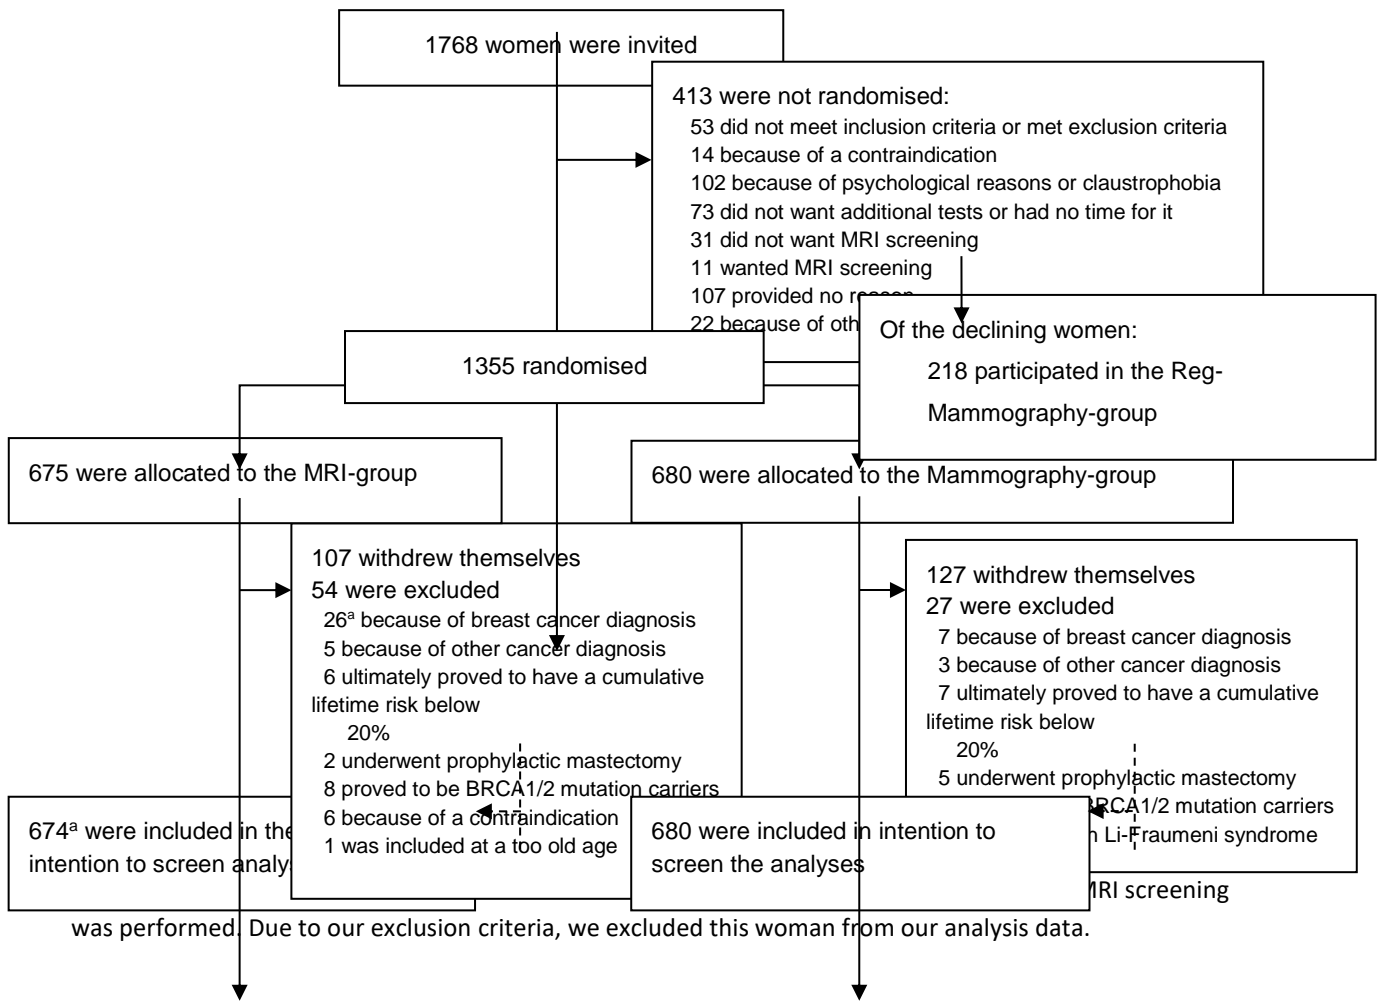 1768 women were invited
413 were not randomised:
53 did not meet inclusion criteria or met exclusion criteria
14 because of a contraindication
102 because of psychological reasons or claustrophobia
73 did not want additional tests or had no time for it
31 did not want MRI screening
11 wanted MRI screening
107 provided no reason
22 because of oth
Of the declining women:
218 participated in the Reg-
Mammography-group
1355 randomised
675 were allocated to the MRI-group
680 were allocated to the Mammography-group
107 withdrew themselves
54 were excluded
26ª because of breast cancer diagnosis
5 because of other cancer diagnosis
6 ultimately proved to have a cumulative
lifetime risk below
20%
2 underwent prophylactic mastectomy
8 proved to be BRCA1/2 mutation carriers
6 because of a contraindication
1 was included at a too old age
127 withdrew themselves
27 were excluded
7 because of breast cancer diagnosis
3 because of other cancer diagnosis
7 ultimately proved to have a cumulative
lifetime risk below
20%
5 underwent prophylactic mastectomy
BRCA1/2 mutation carriers
Li-Fraumeni syndrome
674ª were included in the
intention to screen analys
680 were included in intention to
screen the analyses
MRI screening
was performed. Due to our exclusion criteria, we excluded this woman from our analysis data.